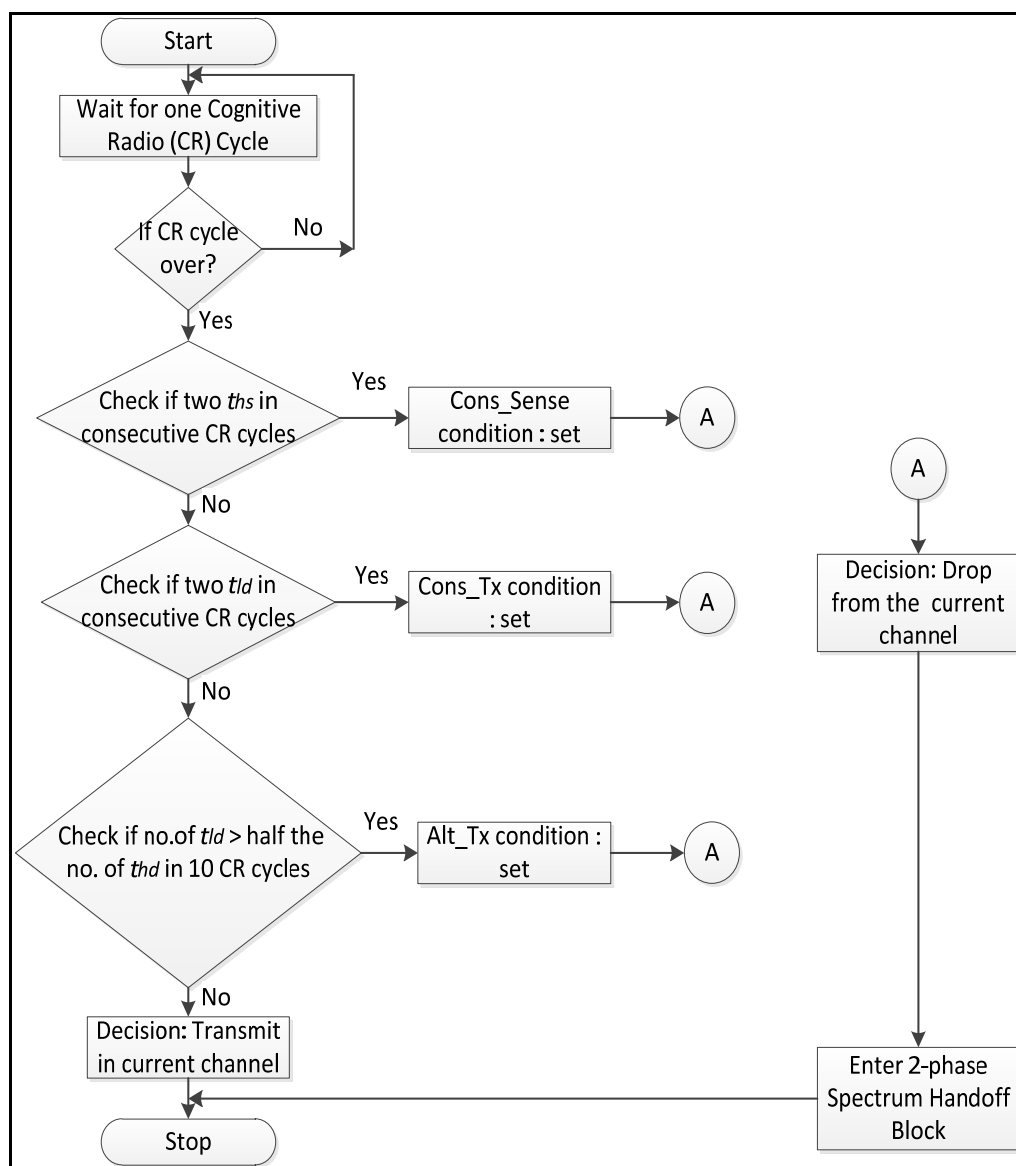 Start
Wait for one Cognitive
Radio (CR) Cycle
If CR cycle
over?
No
Yes
Check if two ths in
consecutive CR cycles
Yes
Cons_Sense
condition : set
A
No
Check if two tld in
consecutive CR cycles
Yes
Cons_Tx condition
: set
A
No
Check if no.of tld > half the
no. of thd in 10 CR cycles
Yes
Alt_Tx condition :
set
A
No
Decision: Transmit
in current channel
Stop
A
Decision: Drop
from the current
channel
Enter 2-phase
Spectrum Handoff
Block